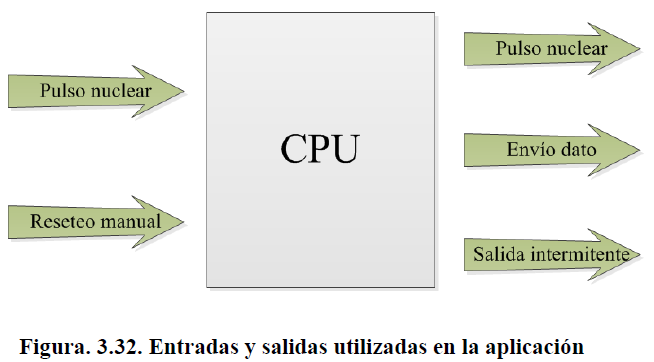 Pulso nuclear
Reseteo manual
CPU
Pulso nuclear
Envío dato
Salida intermitente
Figura. 3.32. Entradas y salidas utilizadas en la aplicación